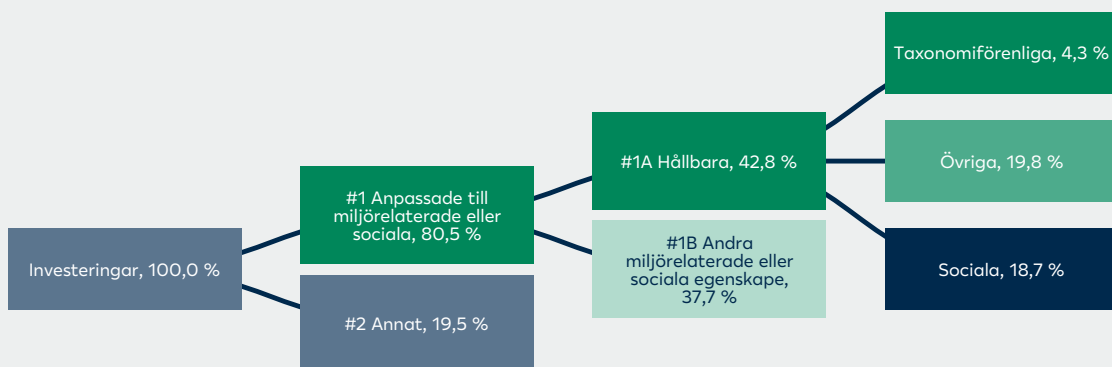 Investeringar, 100,0 %
#1 Anpassade till
miljörelaterade eller
sociala, 80,5 %
#2 Annat, 19,5 %
#1A Hållbara, 42,8 %
#1B Andra
miljörelaterade eller
sociala egenskape,
37,7 %
Taxonomiförenliga, 4,3 %
Övriga, 19,8 %
Sociala, 18,7 %